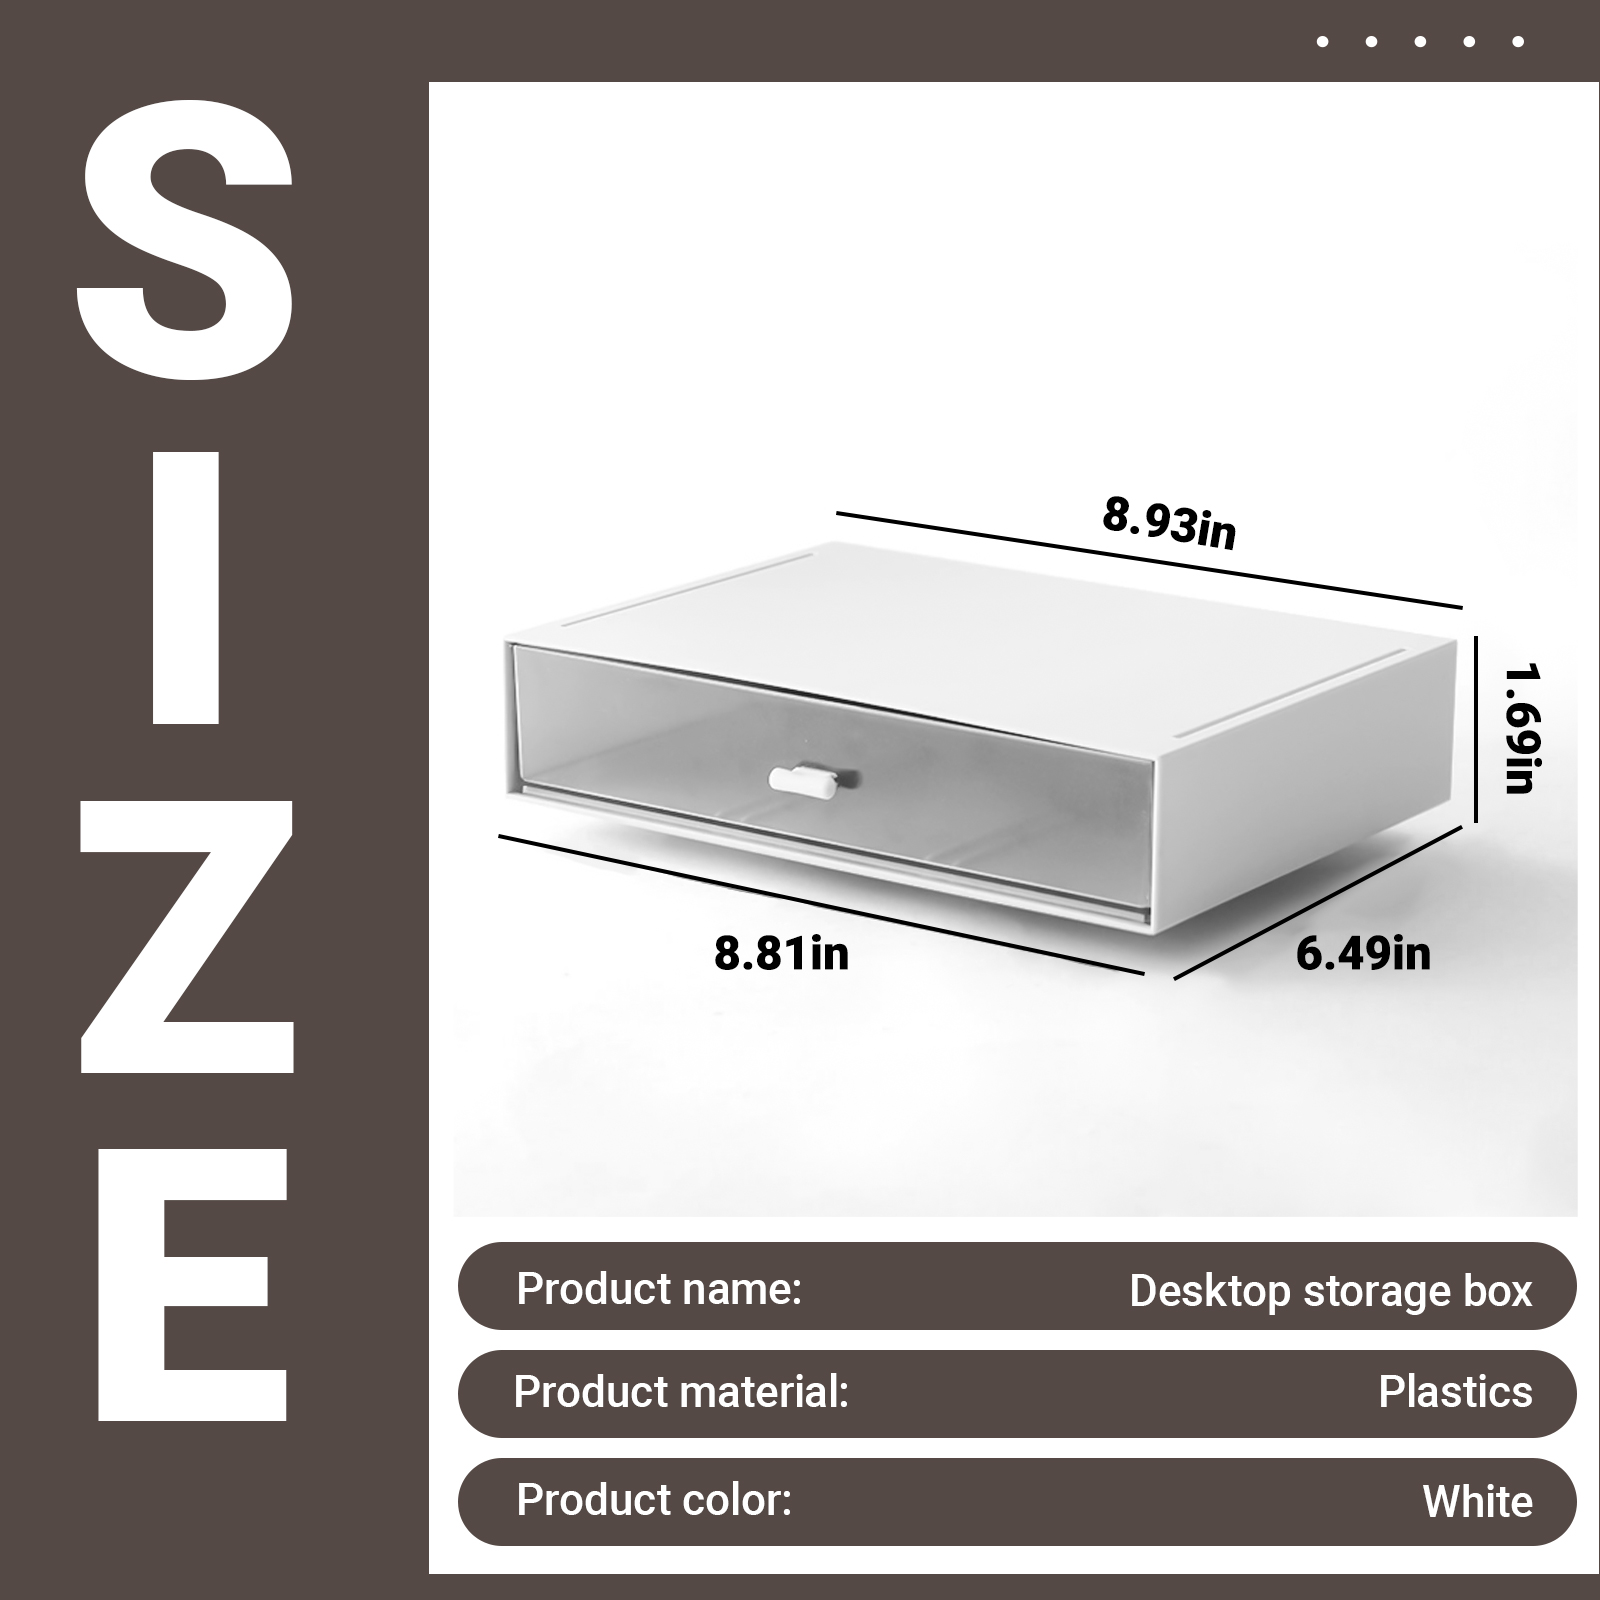 SIZE
8.93in
1.69in
8.81in
6.49in
Product name: Desktop storage box
Product material: Plastics
Product color: White